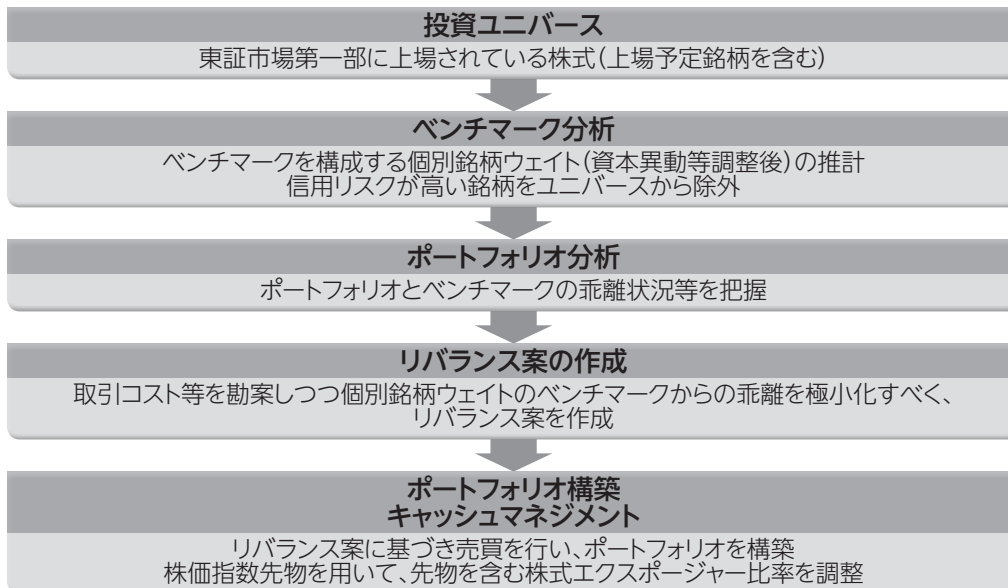 投資ユニバース
東証市場第一部に上場されている株式(上場予定銘柄を含む)
ベンチマーク分析
ベンチマークを構成する個別銘柄ウェイト(資本異動等調整後)の推計
信用リスクが高い銘柄をユニバースから除外
ポートフォリオ分析
ポートフォリオとベンチマークの乖離状況等を把握
リバランス案の作成
取引コスト等を勘案しつつ個別銘柄ウェイトのベンチマークからの乖離を極小化すべく、
リバランス案を作成
ポートフォリオ構築
キャッシュマネジメント
リバランス案に基づき売買を行い、ポートフォリオを構築
株価指数先物を用いて、先物を含む株式エクスポージャー比率を調整